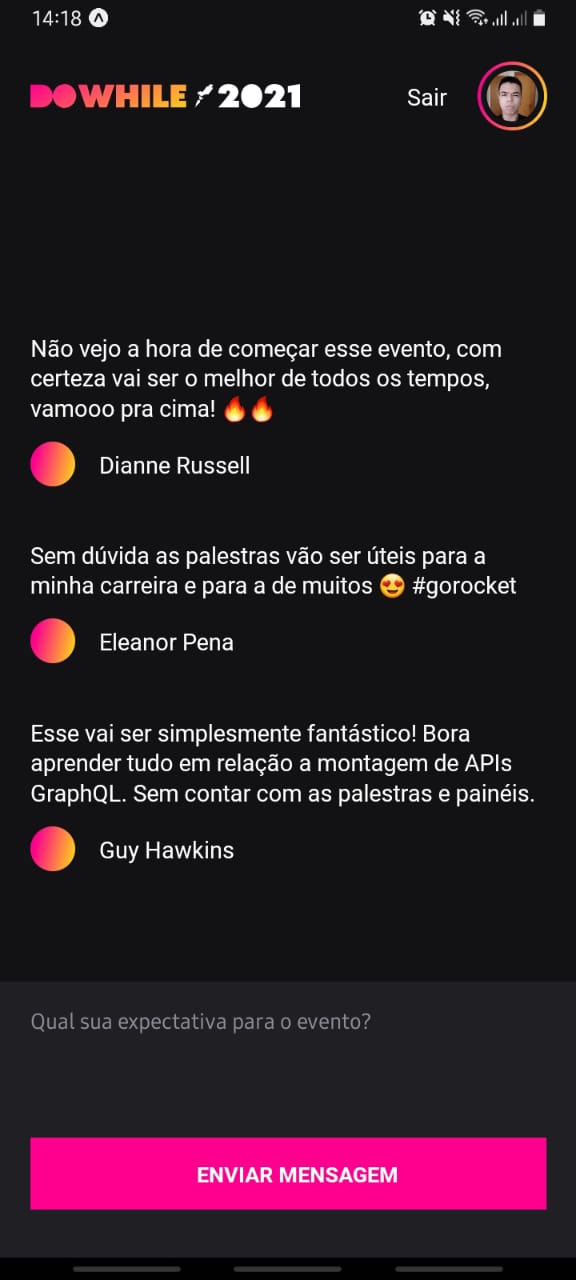 14:18
DOWHILE 2021
Sair
Não vejo a hora de começar esse evento, com
certeza vai ser o melhor de todos os tempos,
vamooo pra cima! 🔥🔥
Dianne Russell
Sem dúvida as palestras vão ser úteis para a
minha carreira e para a de muitos 😍 #gorocket
Eleanor Pena
Esse vai ser simplesmente fantástico! Bora
aprender tudo em relação a montagem de APIs
GraphQL. Sem contar com as palestras e painéis.
Guy Hawkins
Qual sua expectativa para o evento?
ENVIAR MENSAGEM